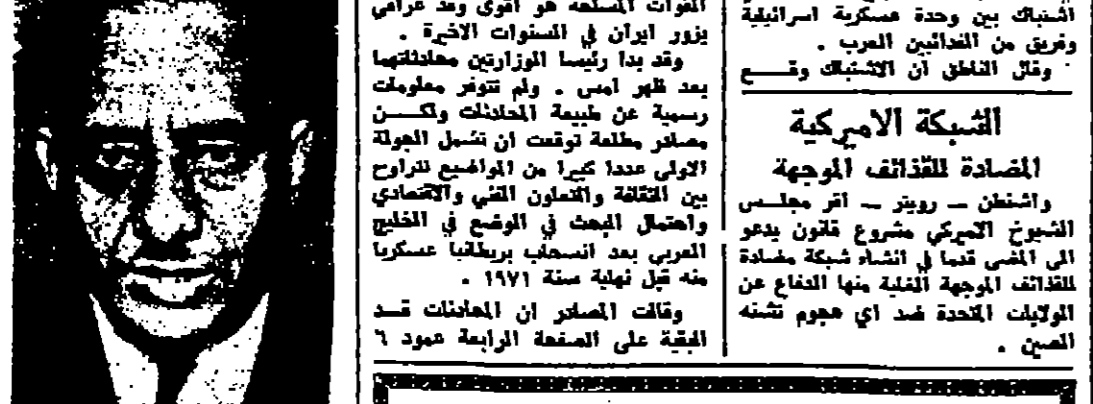 اشتباك بين وحدة عسكرية اسرائيلية
وفريق من الفدائيين العرب .
وقال الناطق ان الاشتباك وقـــع
الشبكة الاميركية
المضادة للقذائف الموجهة
واشنطن ــ رويتر ــ اقر مجلــس
الشيوخ الاميركي مشروع قانون يدعو
الى المضي قدما في انشاء شبكة مضادة
للقذائف الموجهة الغاية منها الدفاع عن
الولايات المتحدة ضد اي هجوم تشنه
الصين .
القوات المسلحة هو اقوى وفد عراقي
يزور ايران في السنوات الاخيرة .
وقد بدا رئيسا الوزارتين محادثاتهما
بعد ظهر امس . ولم تتوفر معلومات
رسمية عن طبيعة المحادثات ولكـــن
مصادر مطلعة توقعت ان تشمل الجولة
الاولى عددا كبيرا من المواضيع تتراوح
بين الثقافة والتعاون الفني والاقتصادي
واحتمال البحث في الوضع في الخليج
العربي بعد انسحاب بريطانيا عسكريا
منه قبل نهاية سنة ١٩٧١ .
وقالت المصادر ان المحادثات قــد
البقية على الصفحة الرابعة عمود ٦